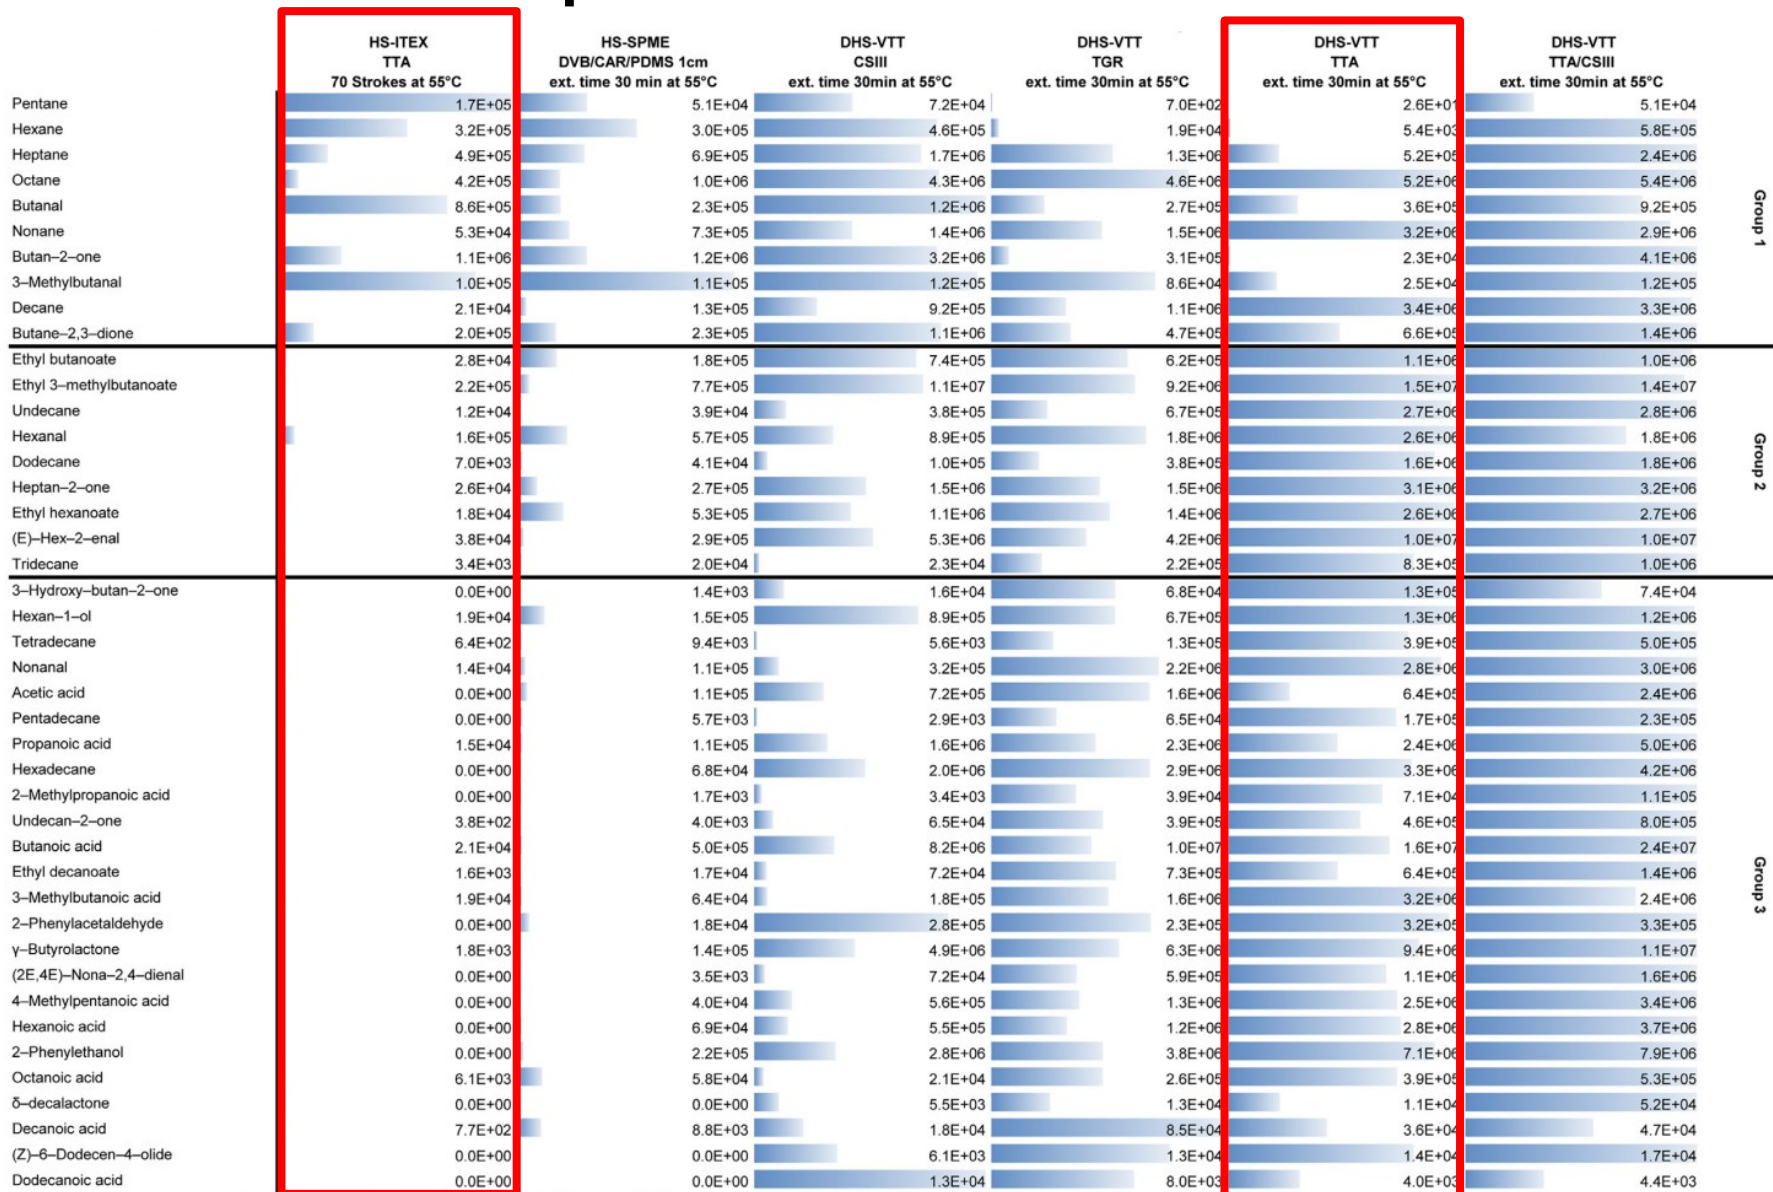 HS-ITEX HS-SPME DHS-VTT DHS-VTT DHS-VTT DHS-VTT
TTA DVB/CAR/PDMS 1cm CSIII TGR TTA TTA/CSIII
70 Strokes at 55°C ext. time 30 min at 55°C ext. time 30min at 55°C ext. time 30min at 55°C ext. time 30min at 55°C ext. time 30min at 55°C
Pentane 1.7E+05 5.1E+04 7.2E+04 7.0E+02 2.6E+01 5.1E+04
Hexane 3.2E+05 3.0E+05 4.6E+05 1.9E+04 5.4E+03 5.8E+05
Heptane 4.9E+05 6.9E+05 1.7E+06 1.3E+06 5.2E+05 2.4E+06
Octane 4.2E+05 1.0E+06 4.3E+06 4.6E+06 5.2E+06 5.4E+06
Butanal 8.6E+05 2.3E+05 1.2E+06 2.7E+05 3.6E+05 9.2E+05
Nonane 5.3E+04 7.3E+05 1.4E+06 1.5E+06 3.2E+06 2.9E+06
Butan–2–one 1.1E+06 1.2E+06 3.2E+06 3.1E+05 2.3E+04 4.1E+06
3–Methylbutanal 1.0E+05 1.1E+05 1.2E+05 8.6E+04 2.5E+04 1.2E+05
Decane 2.1E+04 1.3E+05 9.2E+05 1.1E+06 3.4E+06 3.3E+06
Butane–2,3–dione 2.0E+05 2.3E+05 1.1E+06 4.7E+05 6.6E+05 1.4E+06
Group 1
Ethyl butanoate 2.8E+04 1.8E+05 7.4E+05 6.2E+05 1.1E+06 1.0E+06
Ethyl 3–methylbutanoate 2.2E+05 7.7E+05 1.1E+07 9.2E+06 1.5E+07 1.4E+07
Undecane 1.2E+04 3.9E+04 3.8E+05 6.7E+05 2.7E+06 2.8E+06
Hexanal 1.6E+05 5.7E+05 8.9E+05 1.8E+06 2.6E+06 1.8E+06
Dodecane 7.0E+03 4.1E+04 1.0E+05 3.8E+05 1.6E+06 1.8E+06
Heptan–2–one 2.6E+04 2.7E+05 1.5E+06 1.5E+06 3.1E+06 3.2E+06
Ethyl hexanoate 1.8E+04 5.3E+05 1.1E+06 1.4E+06 2.6E+06 2.7E+06
(E)–Hex–2–enal 3.8E+04 2.9E+05 5.3E+06 4.2E+06 1.0E+07 1.0E+07
Tridecane 3.4E+03 2.0E+04 2.3E+04 2.2E+05 8.3E+05 1.0E+06
Group 2
3–Hydroxy–butan–2–one 0.0E+00 1.4E+03 1.6E+04 6.8E+04 1.3E+05 7.4E+04
Hexan–1–ol 1.9E+04 1.5E+05 8.9E+05 6.7E+05 1.3E+06 1.2E+06
Tetradecane 6.4E+02 9.4E+03 5.6E+03 1.3E+05 3.9E+05 5.0E+05
Nonanal 1.4E+04 1.1E+05 3.2E+05 2.2E+06 2.8E+06 3.0E+06
Acetic acid 0.0E+00 1.1E+05 7.2E+05 1.6E+06 6.4E+05 2.4E+06
Pentadecane 0.0E+00 5.7E+03 2.9E+03 6.5E+04 1.7E+05 2.3E+05
Propanoic acid 1.5E+04 1.1E+05 1.6E+06 2.3E+06 2.4E+06 5.0E+06
Hexadecane 0.0E+00 6.8E+04 2.0E+06 2.9E+06 3.3E+06 4.2E+06
2–Methylpropanoic acid 0.0E+00 1.7E+03 3.4E+03 3.9E+04 7.1E+04 1.1E+05
Undecan–2–one 3.8E+02 4.0E+03 6.5E+04 3.9E+05 4.6E+05 8.0E+05
Butanoic acid 2.1E+04 5.0E+05 8.2E+06 1.0E+07 1.6E+07 2.4E+07
Ethyl decanoate 1.6E+03 1.7E+04 7.2E+04 7.3E+05 6.4E+05 1.4E+06
3–Methylbutanoic acid 1.9E+04 6.4E+04 1.8E+05 1.6E+06 3.2E+06 2.4E+06
2–Phenylacetaldehyde 0.0E+00 1.8E+04 2.8E+05 2.3E+05 3.2E+05 3.3E+05
γ–Butyrolactone 1.8E+03 1.4E+05 4.9E+06 6.3E+06 9.4E+06 1.1E+07
(2E,4E)–Nona–2,4–dienal 0.0E+00 3.5E+03 7.2E+04 5.9E+05 1.1E+06 1.6E+06
4–Methylpentanoic acid 0.0E+00 4.0E+04 5.6E+05 1.3E+06 2.5E+06 3.4E+06
Hexanoic acid 0.0E+00 6.9E+04 5.5E+05 1.2E+06 2.8E+06 3.7E+06
2–Phenylethanol 0.0E+00 2.2E+05 2.8E+06 3.8E+06 7.1E+06 7.9E+06
Octanoic acid 6.1E+03 5.8E+04 2.1E+04 2.6E+05 3.9E+05 5.3E+05
δ–decalactone 0.0E+00 0.0E+00 5.5E+03 1.3E+04 1.1E+04 5.2E+04
Decanoic acid 7.7E+02 8.8E+03 1.8E+04 8.5E+04 3.6E+04 4.7E+04
(Z)–6–Dodecen–4–olide 0.0E+00 0.0E+00 6.1E+03 1.3E+04 1.4E+04 1.7E+04
Dodecanoic acid 0.0E+00 0.0E+00 1.3E+04 8.0E+03 4.0E+03 4.4E+03
Group 3